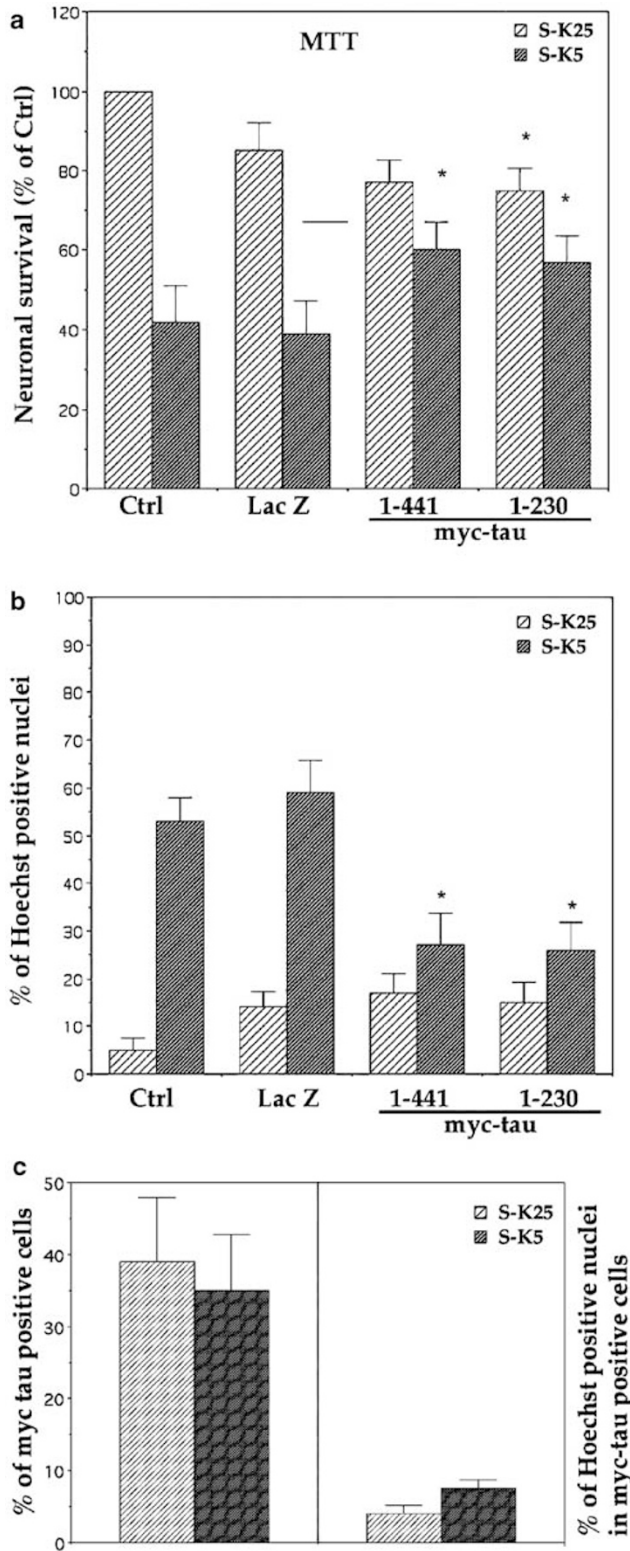 a
120
MTT
S-K25
S-K5
100
80
60
40
20
0
Neuronal survival (% of Ctrl)
* * *
Ctrl Lac Z 1-441 1-230
myc-tau
b
100
90
80
70
60
50
40
30
20
10
0
S-K25
S-K5
% of Hoechst positive nuclei
* *
Ctrl Lac Z 1-441 1-230
myc-tau
c
50
40
30
20
10
0
S-K25
S-K5
% of myc tau positive cells
% of Hoechst positive nuclei
in myc-tau positive cells